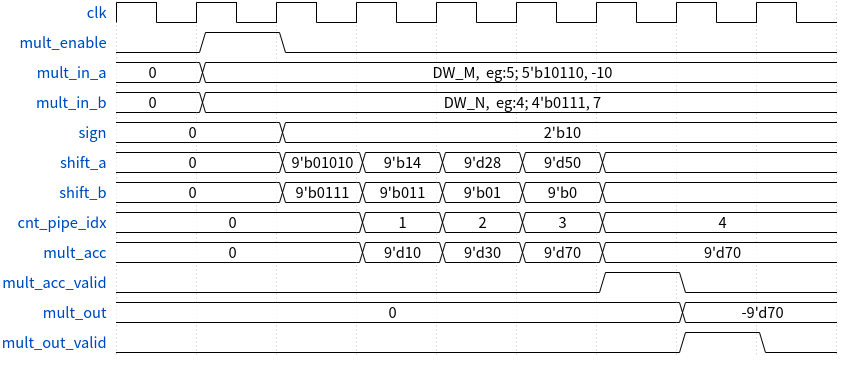 clk
mult_enable
mult_in_a 0 DW_M, eg:5; 5'b10110, -10
mult_in_b 0 DW_N, eg:4; 4'b0111, 7
sign 0 2'b10
shift_a 0 9'b01010 9'b14 9'd28 9'd50
shift_b 0 9'b0111 9'b011 9'b01 9'b0
cnt_pipe_idx 0 1 2 3 4
mult_acc 0 9'd10 9'd30 9'd70 9'd70
mult_acc_valid
mult_out 0 -9'd70
mult_out_valid